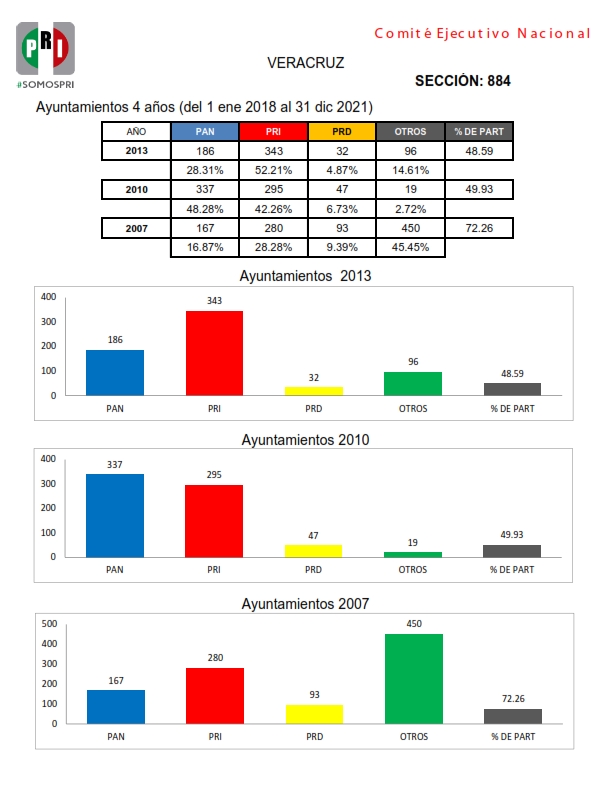 Comité Ejecutivo Nacional
PRI
#SOMOSPRI
VERACRUZ
SECCIÓN: 884
Ayuntamientos 4 años (del 1 ene 2018 al 31 dic 2021)
AÑO PAN PRI PRD OTROS % DE PART
2013 186 343 32 96 48.59
28.31% 52.21% 4.87% 14.61%
2010 337 295 47 19 49.93
48.28% 42.26% 6.73% 2.72%
2007 167 280 93 450 72.26
16.87% 28.28% 9.39% 45.45%
Ayuntamientos 2013
400
300
200
100
0
186 343 32 96 48.59
PAN PRI PRD OTROS % DE PART
Ayuntamientos 2010
400
300
200
100
0
337 295 47 19 49.93
PAN PRI PRD OTROS % DE PART
Ayuntamientos 2007
500
400
300
200
100
0
167 280 93 450 72.26
PAN PRI PRD OTROS % DE PART